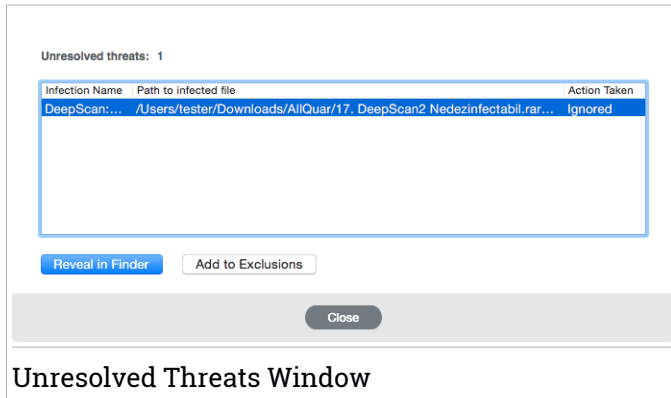 Unresolved threats: 1
Infection Name Path to infected file Action Taken
DeepScan:... /Users/tester/Downloads/AllQuar/17. DeepScan2 Nedezinfectabil.rar... Ignored
Reveal in Finder Add to Exclusions
Close
Unresolved Threats Window